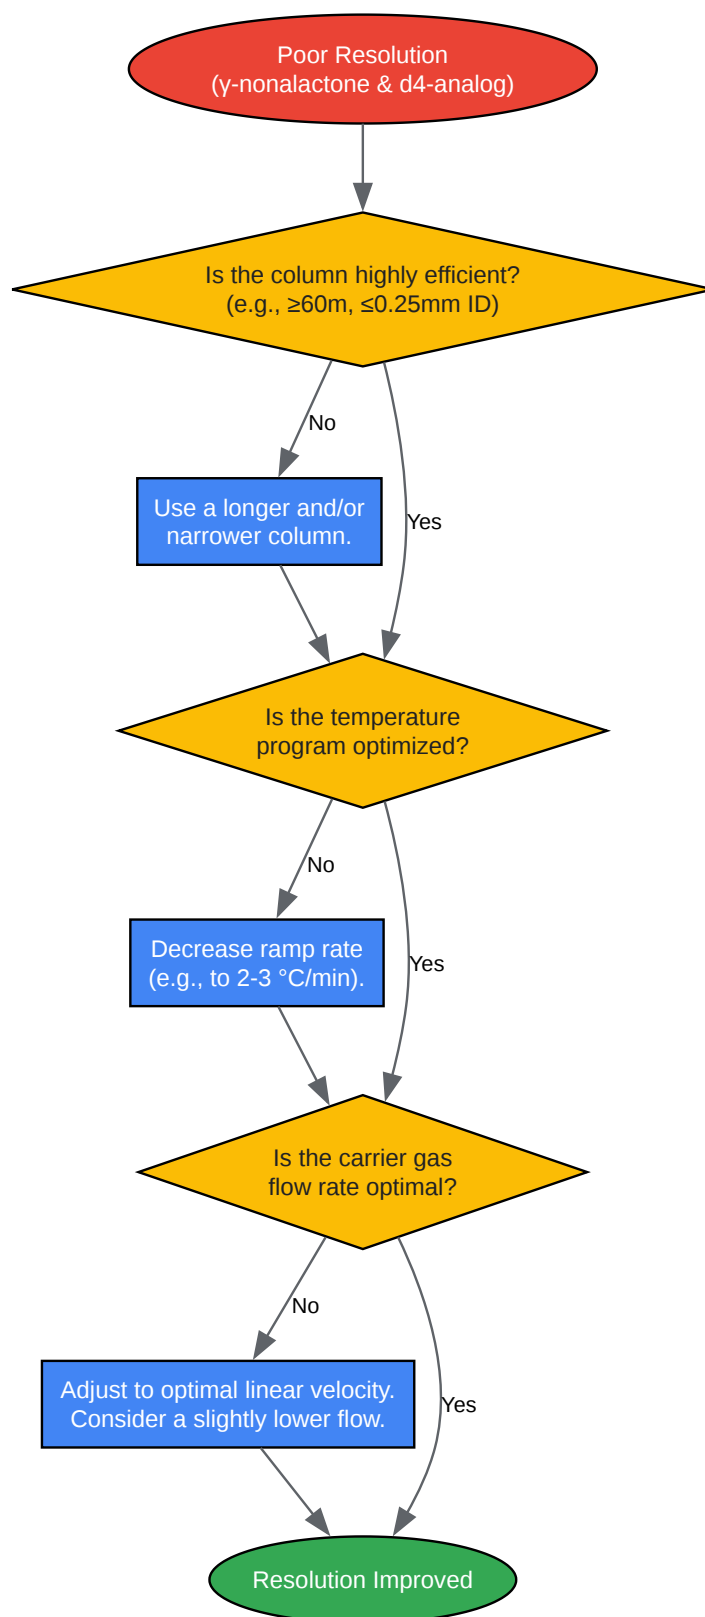 Poor Resolution
(γ-nonalactone & d4-analog)
Is the column highly efficient?
(e.g., ≥60m, ≤0.25mm ID)
No
Use a longer and/or
narrower column.
Yes
Is the temperature
program optimized?
No
Decrease ramp rate
(e.g., to 2-3 °C/min).
Yes
Is the carrier gas
flow rate optimal?
No
Adjust to optimal linear velocity.
Consider a slightly lower flow.
Yes
Resolution Improved